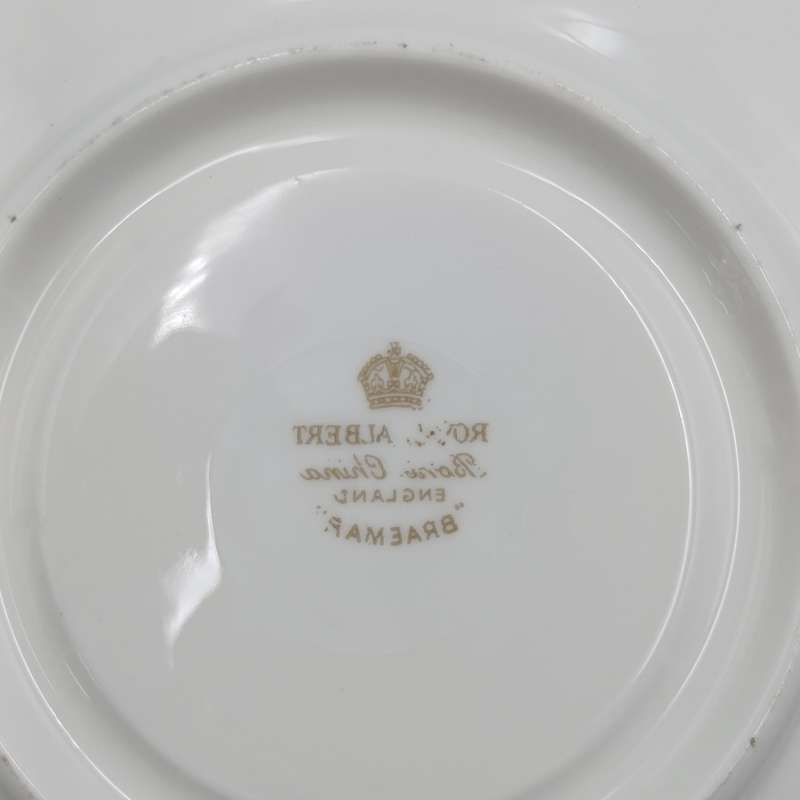 ROYAL ALBERT
Bone China
ENGLAND
"BRAEMAR"